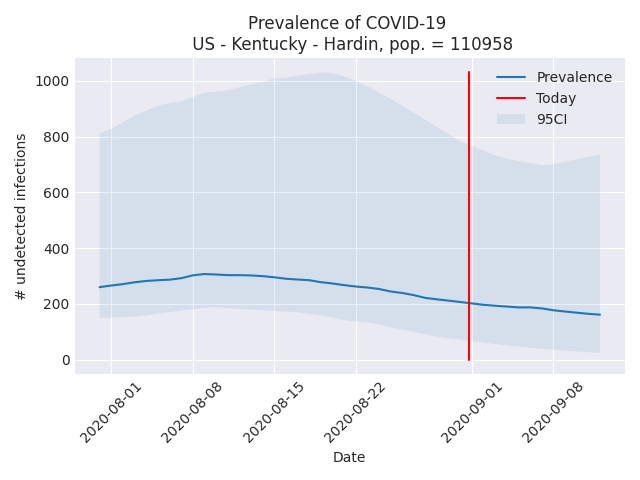 Prevalence of COVID-19
US - Kentucky - Hardin, pop. = 110958
# undetected infections
1000
800
600
400
200
0
Prevalence
Today
95CI
2020-08-01
2020-08-08
2020-08-15
2020-08-22
2020-09-01
2020-09-08
Date